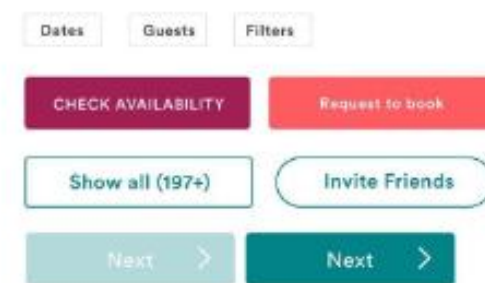 Dates Guests Filters
CHECK AVAILABILITY Request to book
Show all (197+) Invite Friends
Next Next